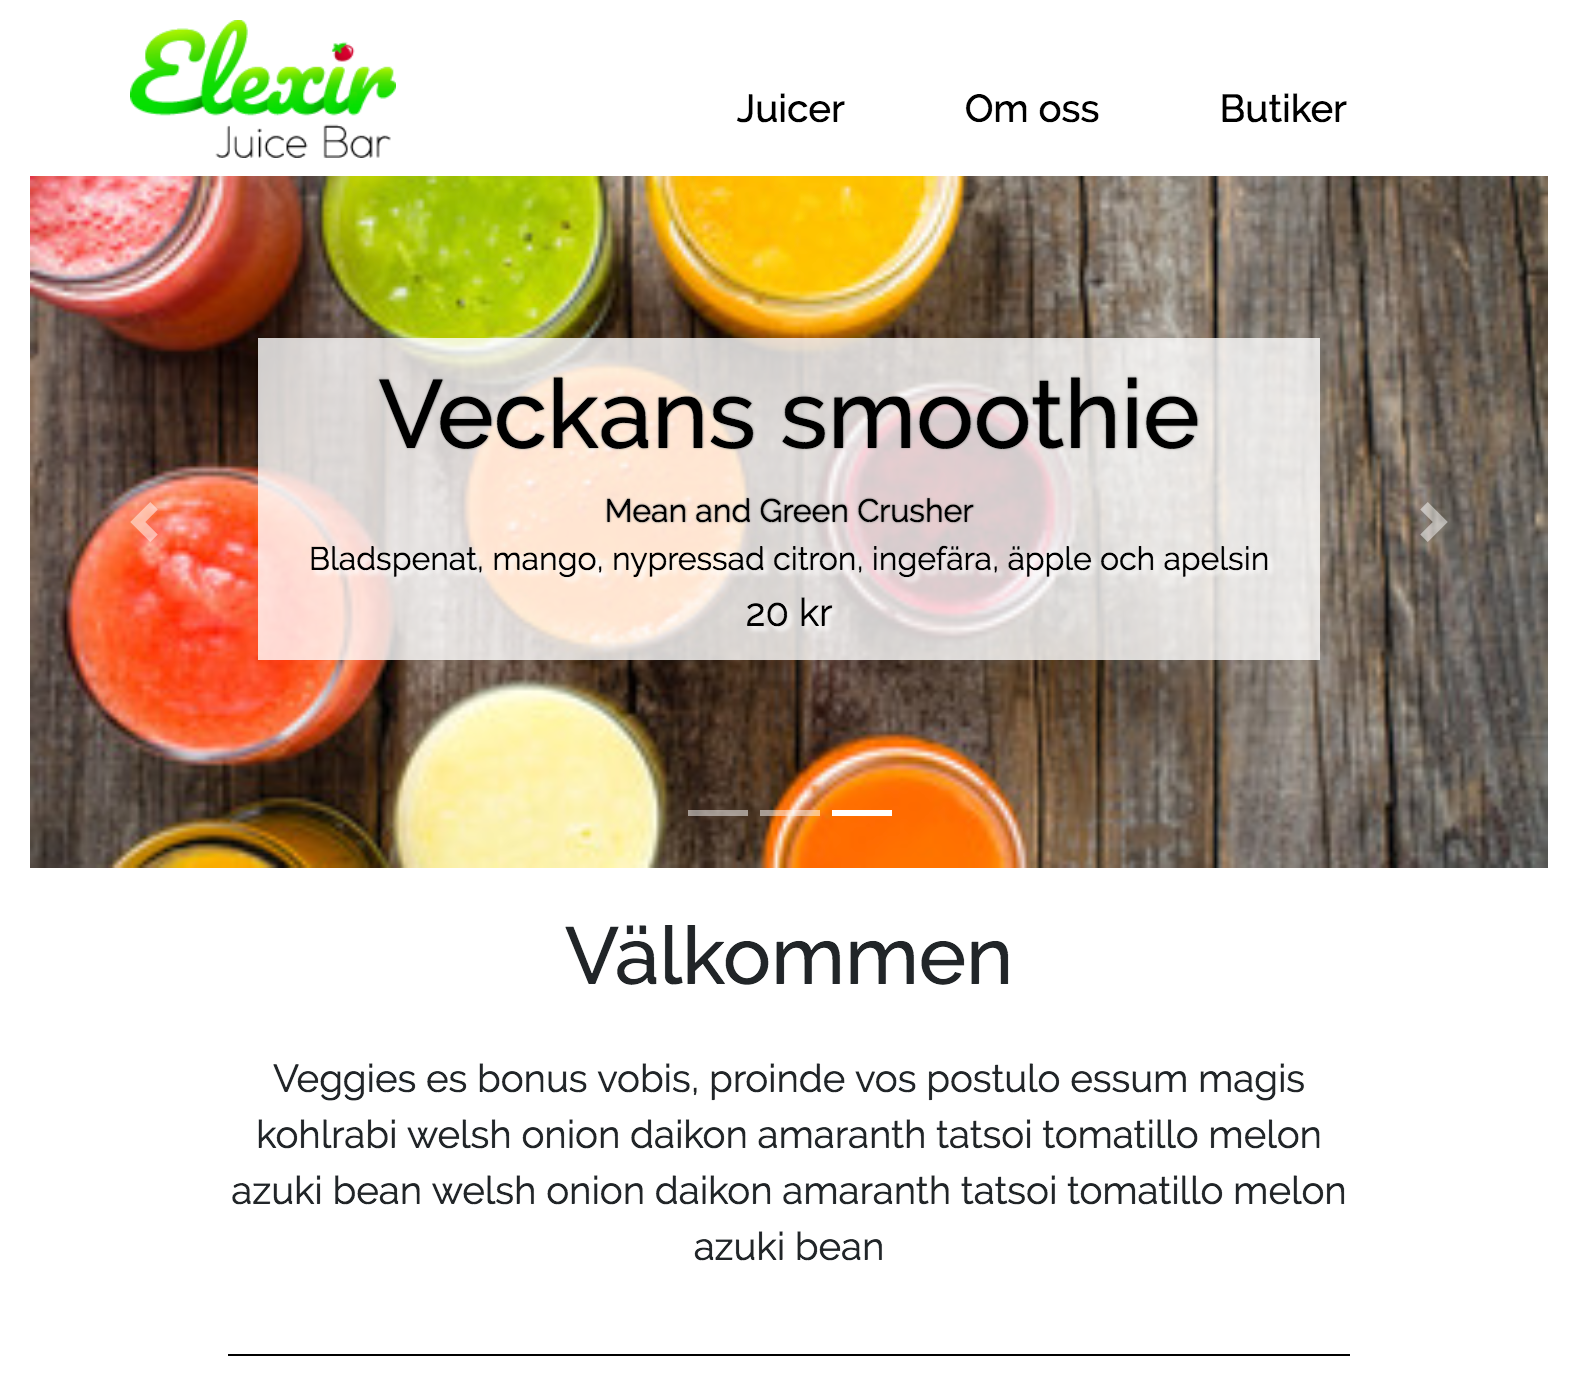 Elexir
Juice Bar
Juicer Om oss Butiker
Veckans smoothie
Mean and Green Crusher
Bladspenat, mango, nypressad citron, ingefära, äpple och apelsin
20 kr
Välkommen
Veggies es bonus vobis, proinde vos postulo essum magis
kohlrabi welsh onion daikon amaranth tatsoi tomatillo melon
azuki bean welsh onion daikon amaranth tatsoi tomatillo melon
azuki bean